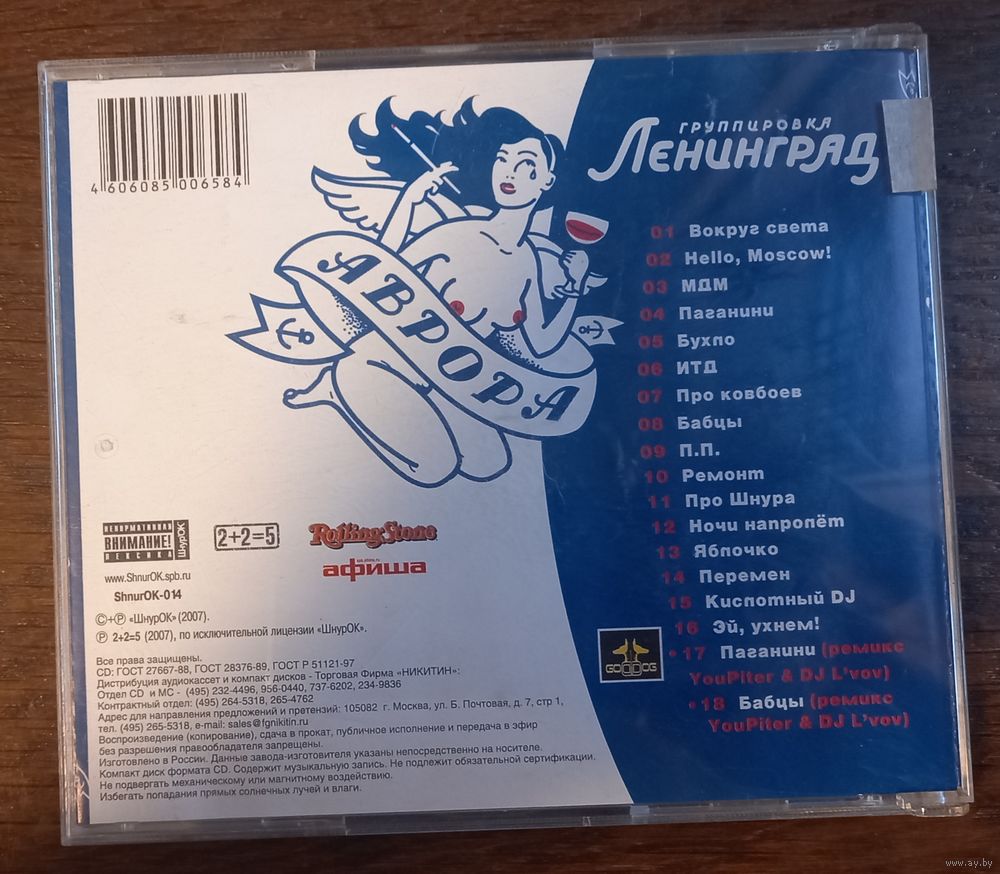 4 606085 006584
ГРУППИРОВКА
ЛЕНИНГРАД
АВРОРА
01 Вокруг света
02 Hello, Moscow!
03 МДМ
04 Паганини
05 Бухло
06 ИТД
07 Про ковбоев
08 Бабцы
09 П.П.
10 Ремонт
11 Про Шнура
12 Ночи напролёт
13 Яблочко
14 Перемен
15 Кислотный DJ
16 Эй, ухнем!
• 17 Паганини (ремикс
YouPiter & DJ L'vov)
• 18 Бабцы (ремикс
YouPiter & DJ L'vov)
НЕНОРМАТИВНАЯ
ВНИМАНИЕ!
ЛЕКСИКА
ШнурОК
2+2=5
Rolling Stone
афиша
www.ShnurOK.spb.ru
ShnurOK-014
©+℗ «ШнурОК» (2007).
℗ 2+2=5 (2007), по исключительной лицензии «ШнурОК».
Все права защищены.
CD: ГОСТ 27667-88, ГОСТ 28376-89, ГОСТ Р 51121-97
Дистрибуция аудиокассет и компакт дисков - Торговая Фирма «НИКИТИН»:
Отдел CD и МС - (495) 232-4496, 956-0440, 737-6202, 234-9836
Контрактный отдел: (495) 264-5318, 265-4762
Адрес для направления предложений и претензий: 105082 г. Москва, ул. Б. Почтовая, д. 7, стр 1,
тел. (495) 265-5318, e-mail: sales@fgnikitin.ru
Воспроизведение (копирование), сдача в прокат, публичное исполнение и передача в эфир
без разрешения правообладателя запрещены.
Изготовлено в России. Данные завода-изготовителя указаны непосредственно на носителе.
Компакт диск формата CD. Содержит музыкальную запись. Не подлежит обязательной сертификации.
Не подвергать механическому или магнитному воздействию.
Избегать попадания прямых солнечных лучей и влаги.
GOODDOG
www.ay.by